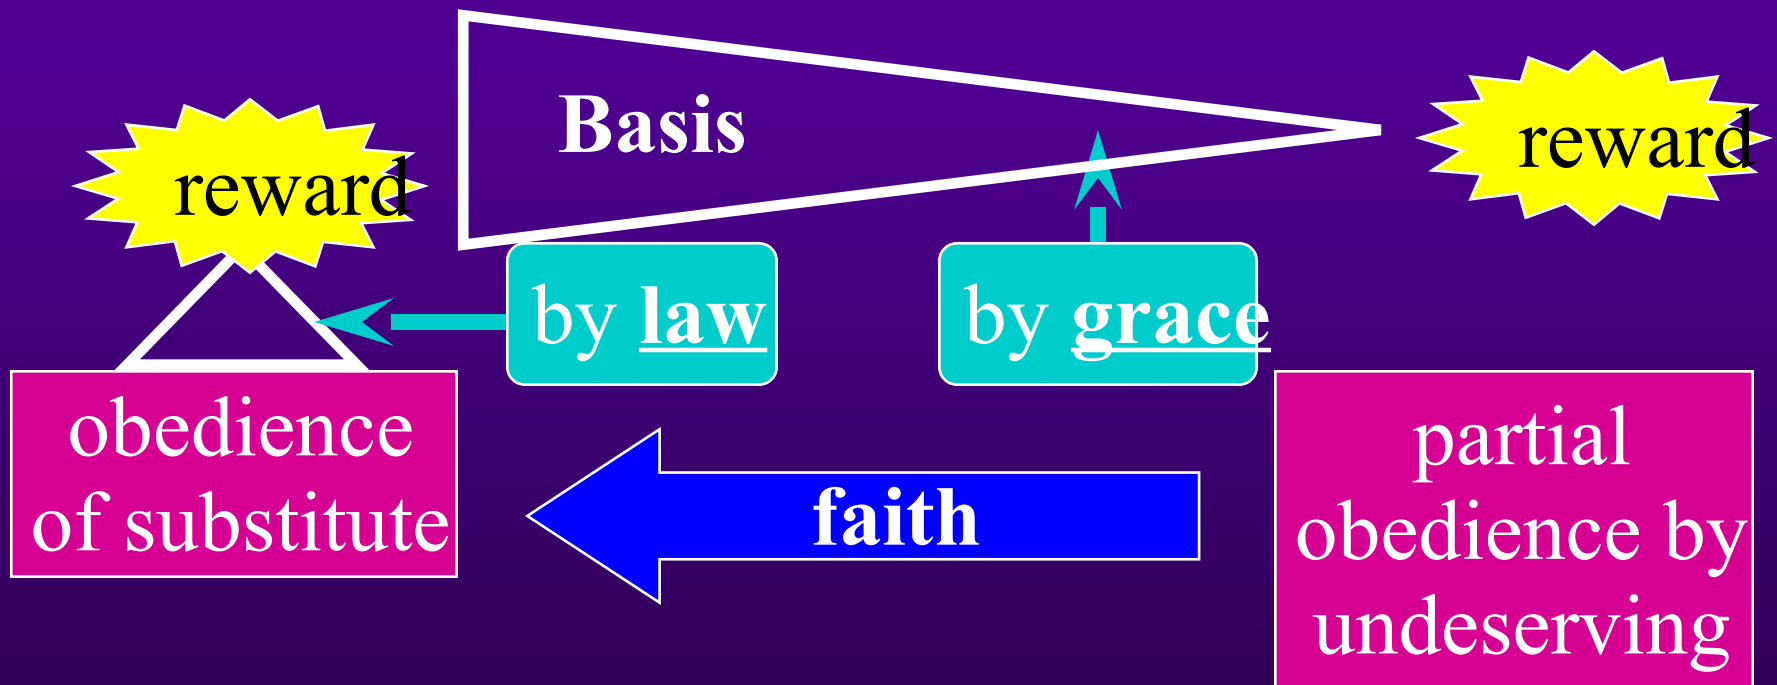 Basis
reward
reward
by law
by grace
obedience
of substitute
faith
partial
obedience by
undeserving